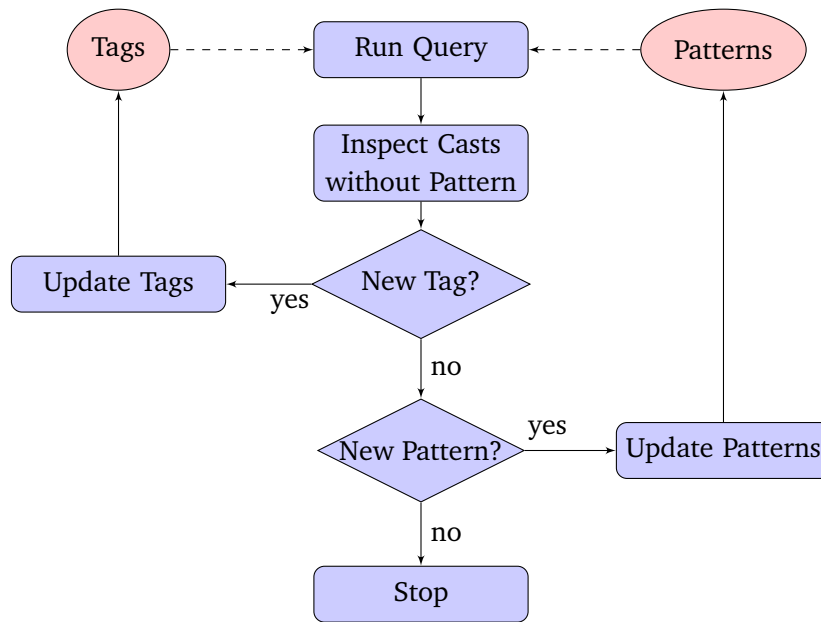 Tags
Run Query
Patterns
Inspect Casts
without Pattern
New Tag?
Update Tags
yes
no
New Pattern?
yes
Update Patterns
no
Stop